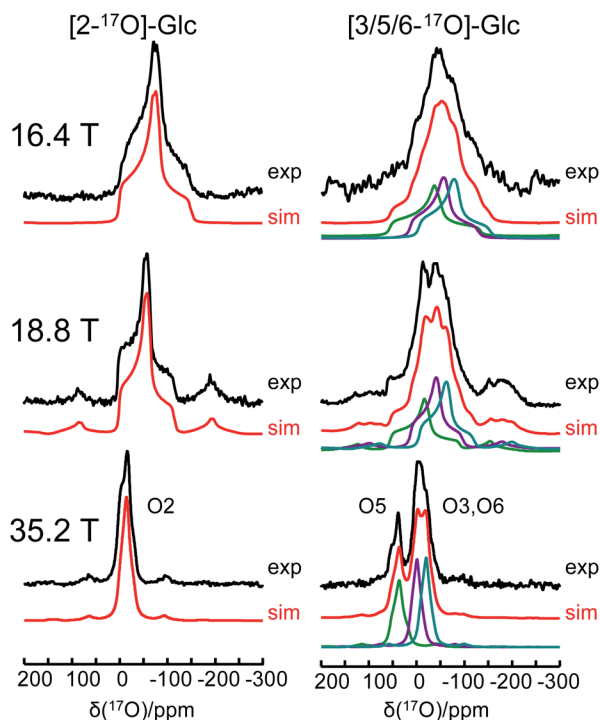 [2-¹⁷O]-Glc [3/5/6-¹⁷O]-Glc
16.4 T
exp exp
sim sim
18.8 T
exp exp
sim sim
35.2 T
O2 O5 O3,O6
exp exp
sim sim
200 100 0 -100 -200 -300 200 100 0 -100 -200 -300
δ(¹⁷O)/ppm δ(¹⁷O)/ppm